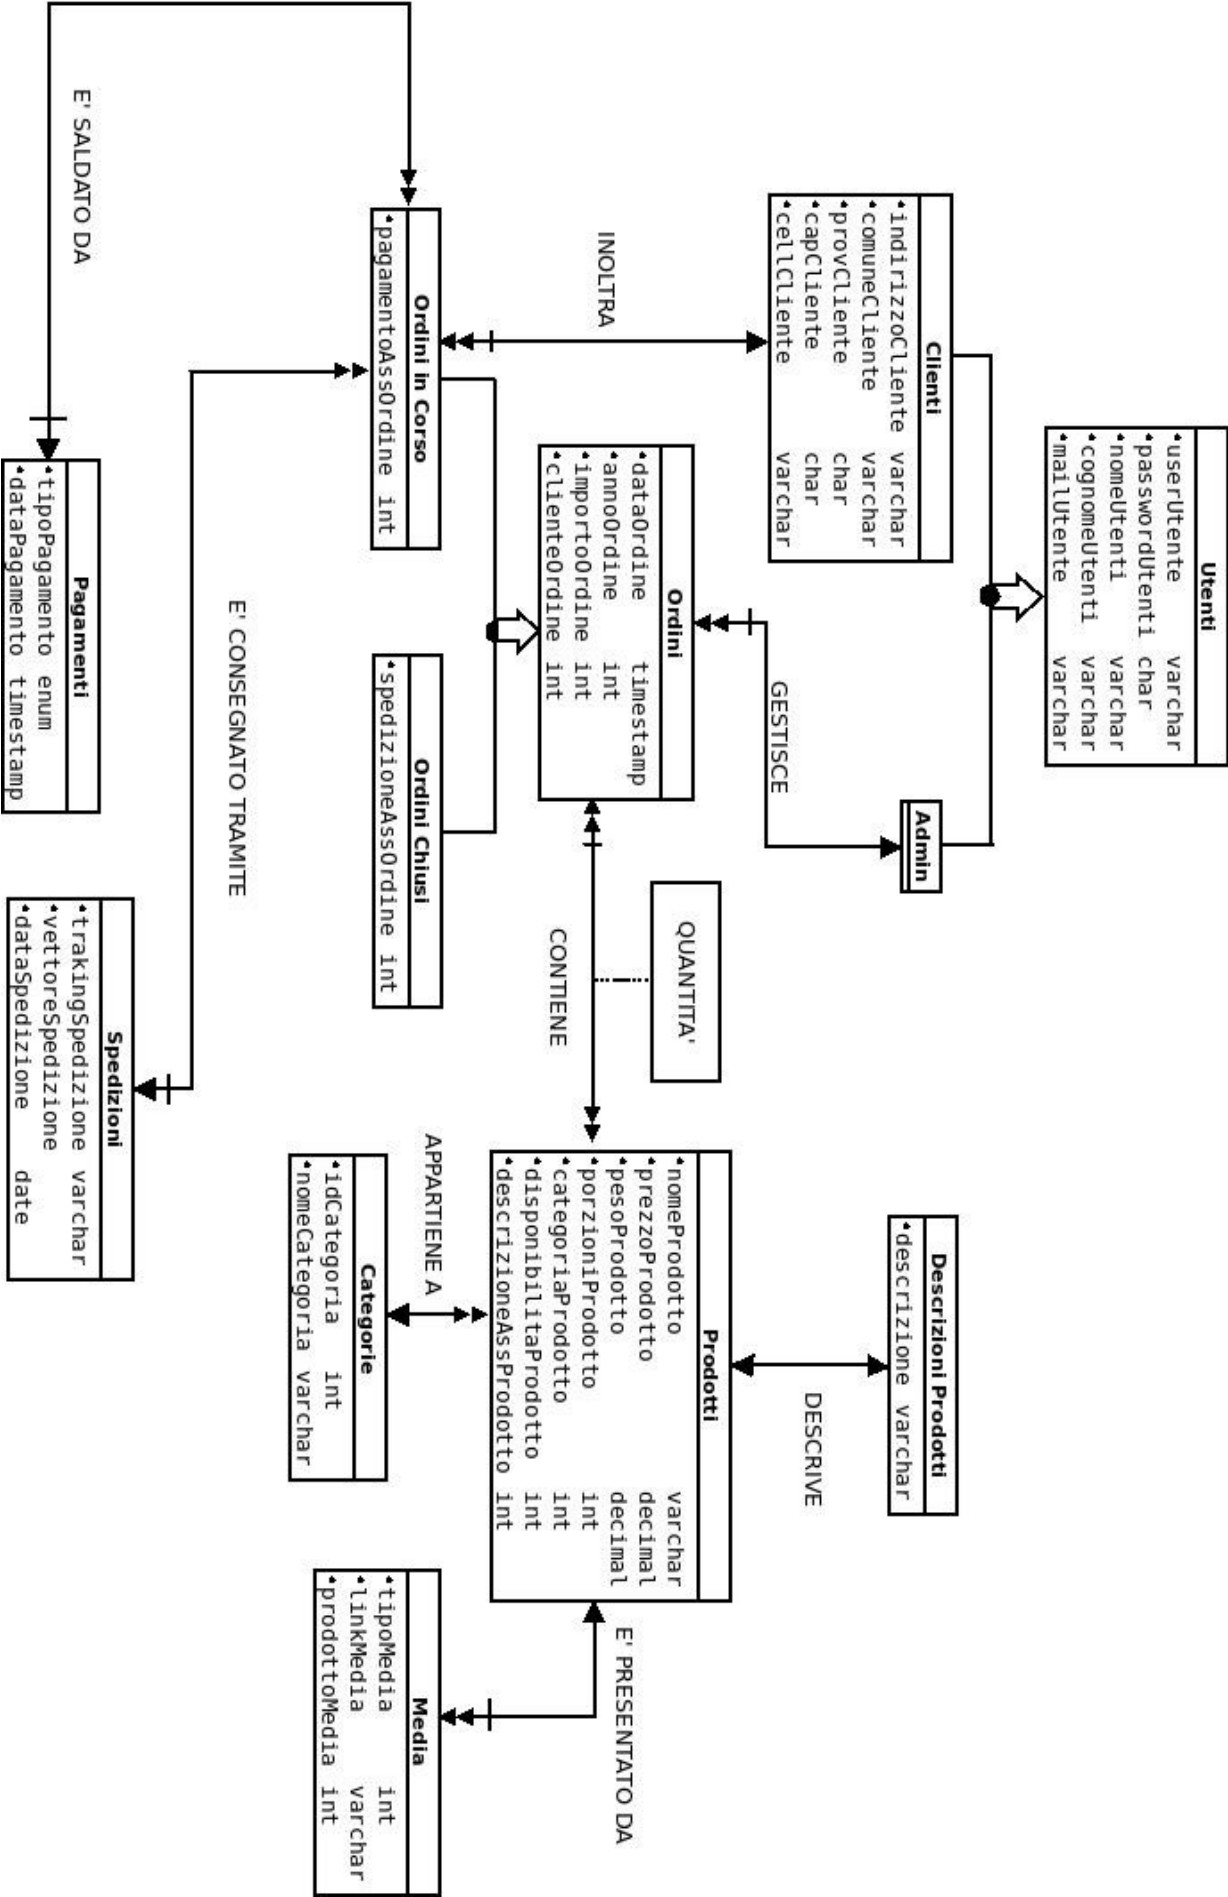 Utenti
userUtente varchar
passwordUtenti char
nomeUtenti varchar
cognomeUtenti varchar
mailUtente varchar
Clienti
indirizzoCliente varchar
comuneCliente varchar
provCliente char
capCliente char
cellCliente varchar
Admin
Descrizioni Prodotti
descrizione varchar
INOLTRA
GESTISCE
QUANTITA'
DESCRIVE
Ordini
dataOrdine timestamp
annoOrdine int
importoOrdine int
clienteOrdine int
CONTIENE
Prodotti
nomeProdotto varchar
prezzoProdotto decimal
pesoProdotto decimal
porzioniProdotto int
categoriaProdotto int
disponibilitaProdotto int
descrizioneAssProdotto int
E' PRESENTATO DA
Ordini in Corso
pagamentoAssOrdine int
Ordini Chiusi
spedizioneAssOrdine int
APPARTIENE A
Media
tipoMedia int
linkMedia varchar
prodottoMedia int
Categorie
idCategoria int
nomeCategoria varchar
E' SALDATO DA
E' CONSEGNATO TRAMITE
Pagamenti
tipoPagamento enum
dataPagamento timestamp
Spedizioni
trakingSpedizione varchar
vettoreSpedizione
dataSpedizione date